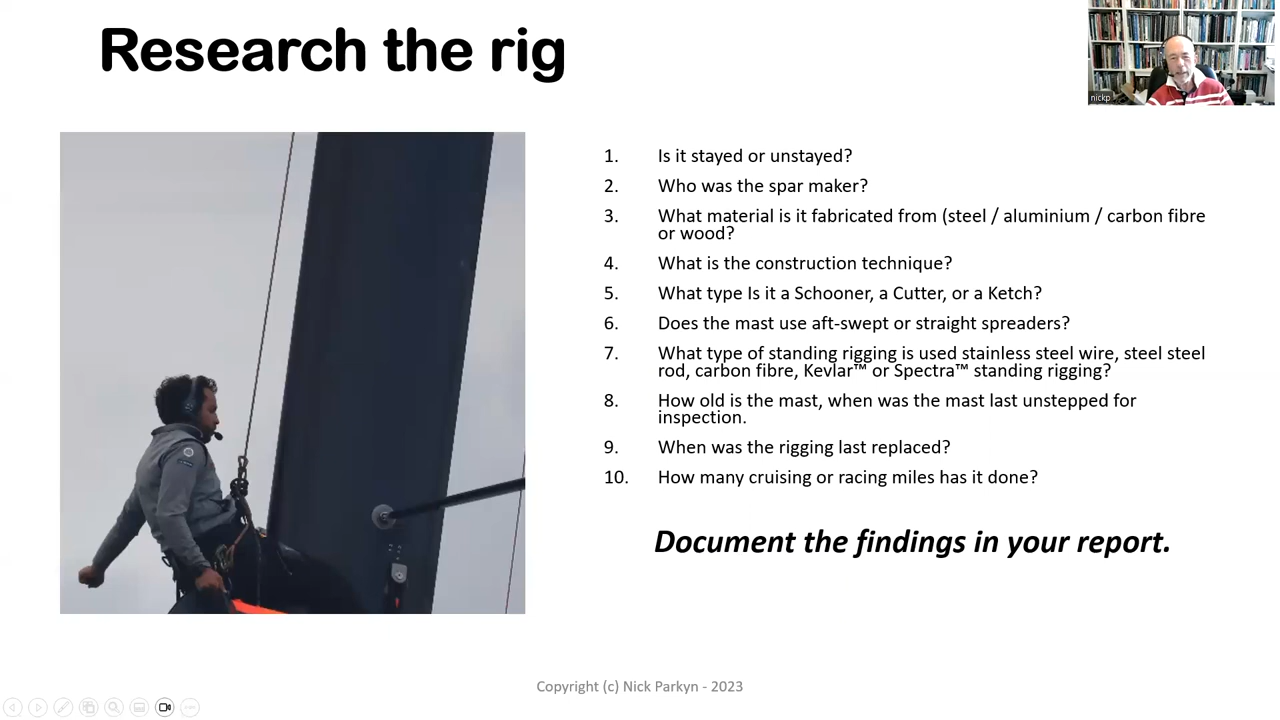 Research the rig
nickp
1. Is it stayed or unstayed?
2. Who was the spar maker?
3. What material is it fabricated from (steel / aluminium / carbon fibre
or wood?
4. What is the construction technique?
5. What type Is it a Schooner, a Cutter, or a Ketch?
6. Does the mast use aft-swept or straight spreaders?
7. What type of standing rigging is used stainless steel wire, steel steel
rod, carbon fibre, Kevlar™ or Spectra™ standing rigging?
8. How old is the mast, when was the mast last unstepped for
inspection.
9. When was the rigging last replaced?
10. How many cruising or racing miles has it done?
Document the findings in your report.
Copyright (c) Nick Parkyn - 2023